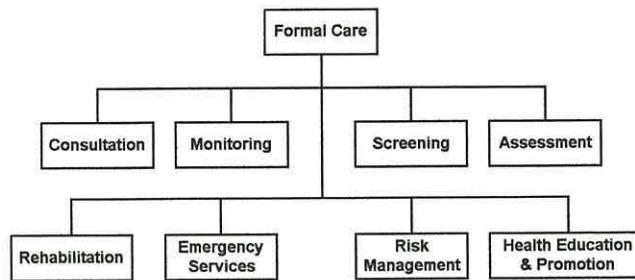 Formal Care
Consultation
Monitoring
Screening
Assessment
Rehabilitation
Emergency
Services
Risk
Management
Health Education
& Promotion